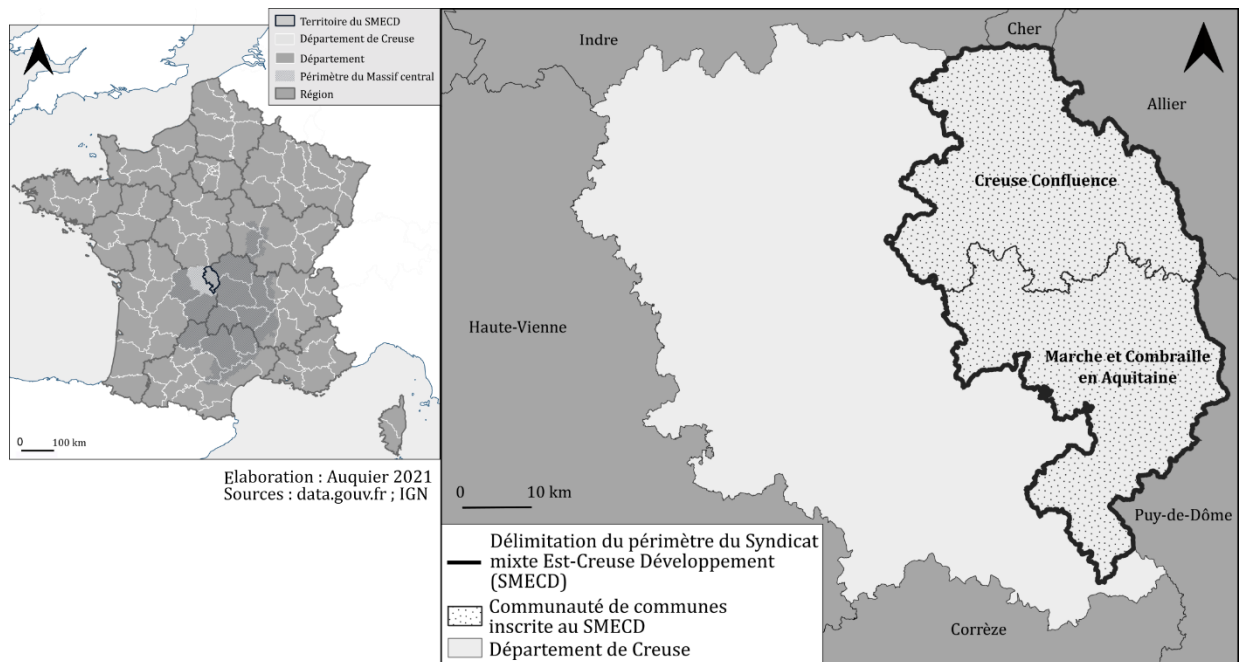 Territoire du SMECD
Département de Creuse
Département
Périmètre du Massif central
Région
0 100 km
Elaboration : Auquier 2021
Sources : data.gouv.fr ; IGN
Indre
Cher
Allier
Creuse Confluence
Haute-Vienne
Marche et Combraille
en Aquitaine
0 10 km
Puy-de-Dôme
Corrèze
Délimitation du périmètre du Syndicat
mixte Est-Creuse Développement
(SMECD)
Communauté de communes
inscrite au SMECD
Département de Creuse